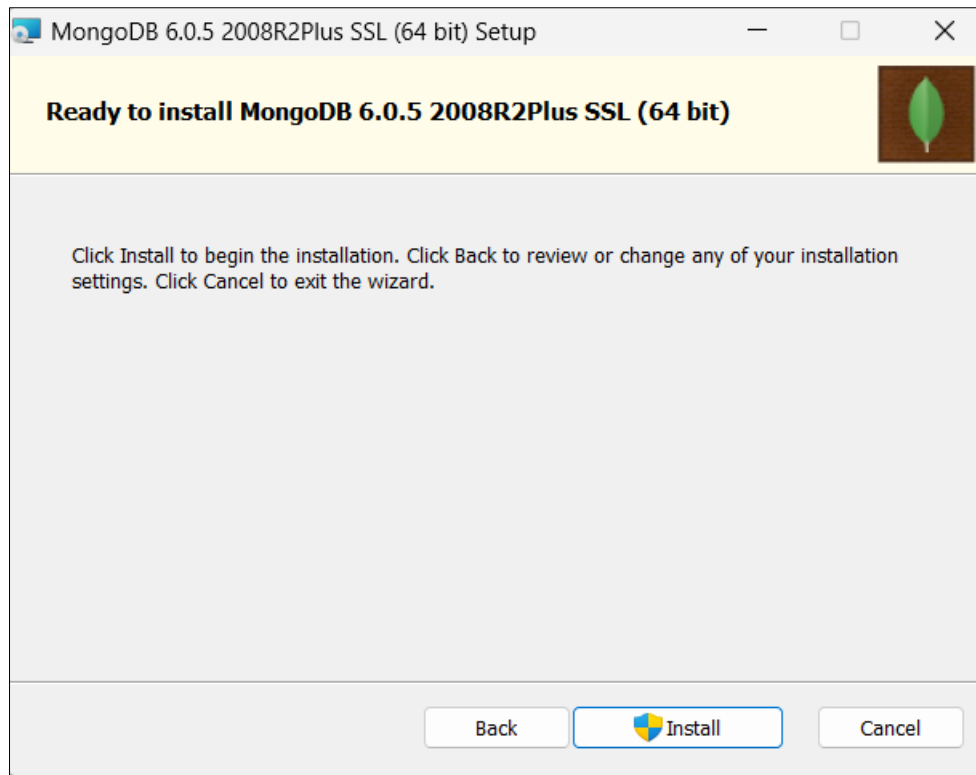 MongoDB 6.0.5 2008R2Plus SSL (64 bit) Setup
Ready to install MongoDB 6.0.5 2008R2Plus SSL (64 bit)
Click Install to begin the installation. Click Back to review or change any of your installation
settings. Click Cancel to exit the wizard.
Back Install Cancel